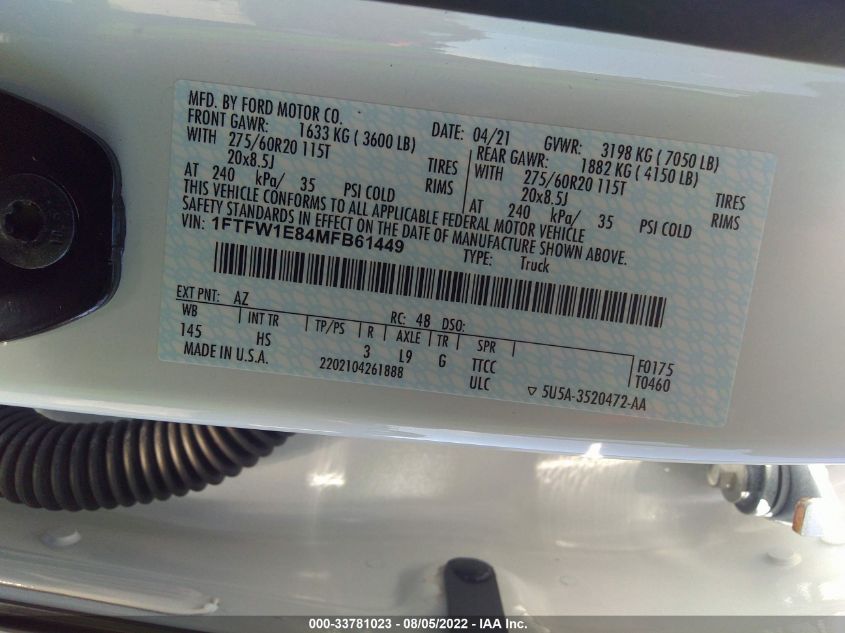 MFD. BY FORD MOTOR CO.
DATE: 04/21 GVWR: 3198 KG ( 7050 LB)
FRONT GAWR: 1633 KG ( 3600 LB)
REAR GAWR: 1882 KG ( 4150 LB)
WITH 275/60R20 115T TIRES
WITH 275/60R20 115T TIRES
20x8.5J RIMS
20x8.5J RIMS
AT 240 kPa/ 35 PSI COLD
AT 240 kPa/ 35 PSI COLD
THIS VEHICLE CONFORMS TO ALL APPLICABLE FEDERAL MOTOR VEHICLE
SAFETY STANDARDS IN EFFECT ON THE DATE OF MANUFACTURE SHOWN ABOVE.
VIN: 1FTFW1E84MFB61449
TYPE: Truck
EXT PNT: AZ RC: 48 DSO:
WB INT TR TP/PS R AXLE TR SPR
145 HS 3 L9 G TTCC F0175
ULC T0460
MADE IN U.S.A. 2202104261888
▽ 5U5A-3520472-AA
000-33781023 - 08/05/2022 - IAA Inc.